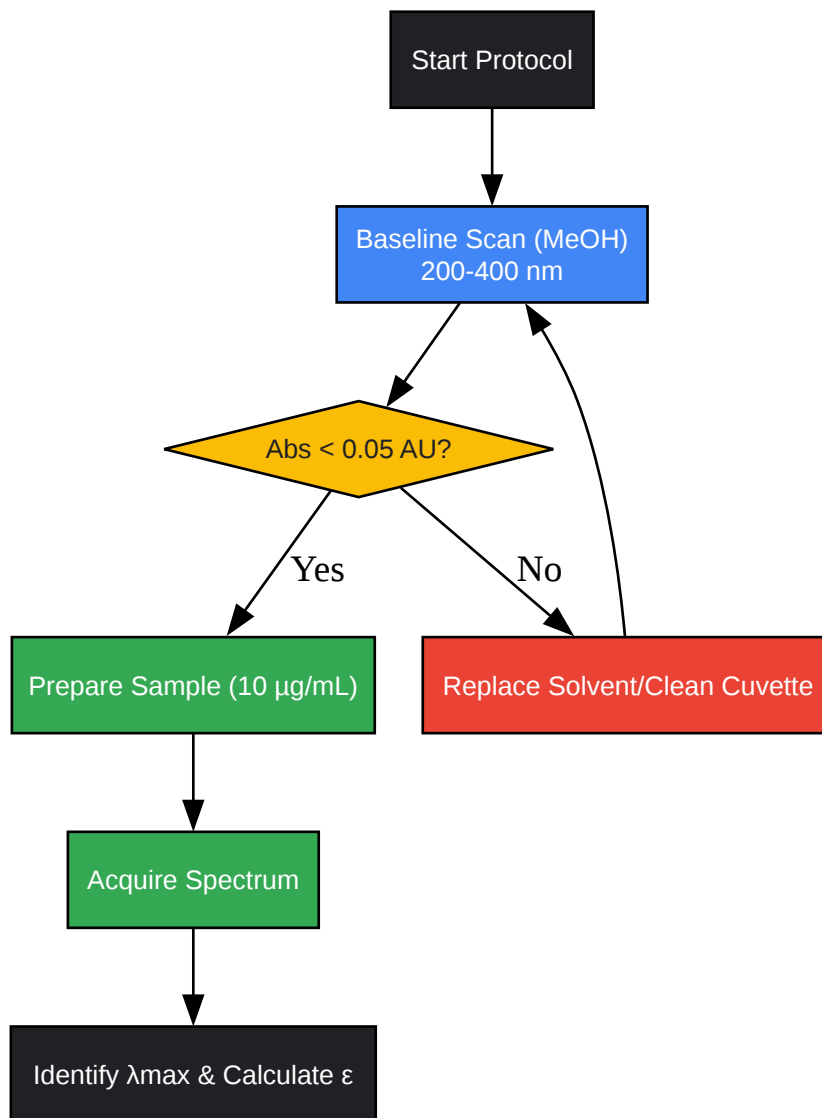 Start Protocol
Baseline Scan (MeOH)
200-400 nm
Abs < 0.05 AU?
Yes
No
Prepare Sample (10 µg/mL)
Replace Solvent/Clean Cuvette
Acquire Spectrum
Identify λmax & Calculate ε